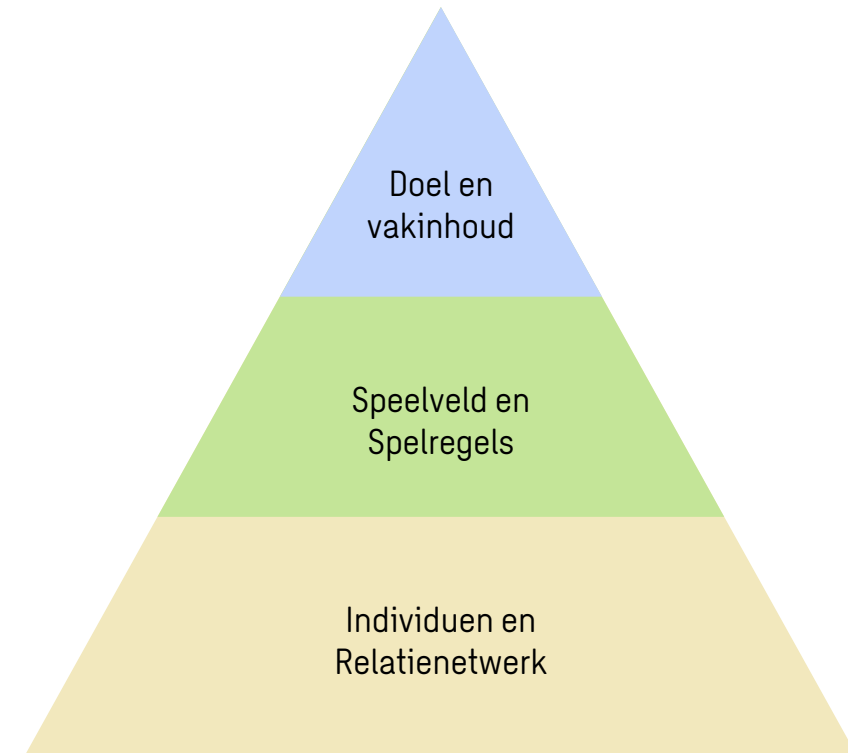 Doel en
vakinhoud
Speelveld en
Spelregels
Individuen en
Relatienetwerk